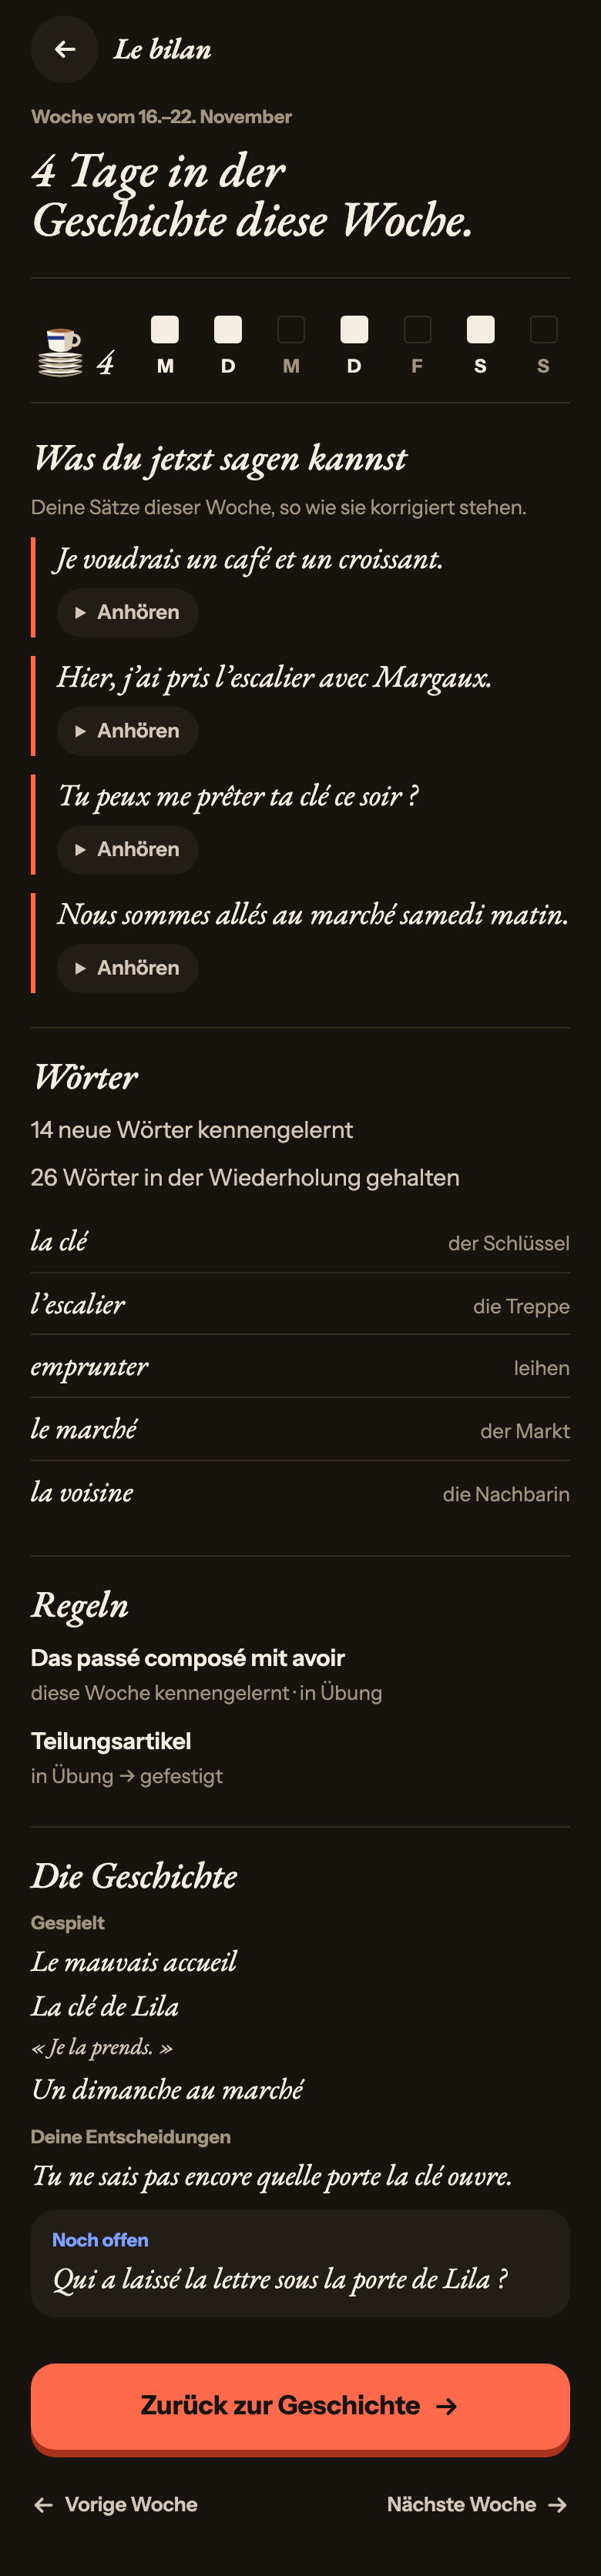 Le bilan
Woche vom 16.–22. November
4 Tage in der
Geschichte diese Woche.
4
M D M D F S S
Was du jetzt sagen kannst
Deine Sätze dieser Woche, so wie sie korrigiert stehen.
Je voudrais un café et un croissant.
Anhören
Hier, j’ai pris l’escalier avec Margaux.
Anhören
Tu peux me prêter ta clé ce soir ?
Anhören
Nous sommes allés au marché samedi matin.
Anhören
Wörter
14 neue Wörter kennengelernt
26 Wörter in der Wiederholung gehalten
la clé der Schlüssel
l’escalier die Treppe
emprunter leihen
le marché der Markt
la voisine die Nachbarin
Regeln
Das passé composé mit avoir
diese Woche kennengelernt · in Übung
Teilungsartikel
in Übung → gefestigt
Die Geschichte
Gespielt
Le mauvais accueil
La clé de Lila
« Je la prends. »
Un dimanche au marché
Deine Entscheidungen
Tu ne sais pas encore quelle porte la clé ouvre.
Noch offen
Qui a laissé la lettre sous la porte de Lila ?
Zurück zur Geschichte →
← Vorige Woche Nächste Woche →